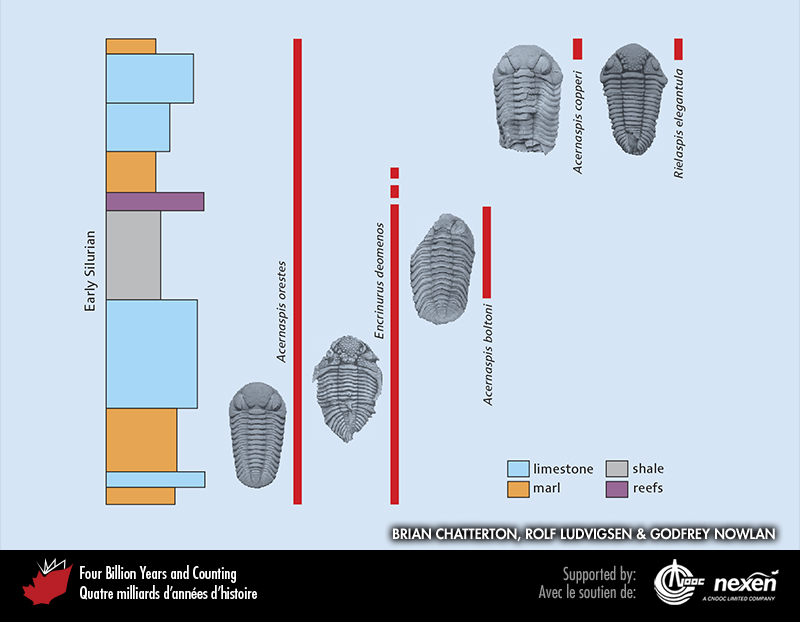 Early Silurian
Acernaspis orestes
Encrinurus deomenos
Acernaspis boltoni
Acernaspis copperi
Rielaspis elegantula
limestone
shale
marl
reefs
BRIAN CHATTERTON, ROLF LUDVIGSEN & GODFREY NOWLAN
Four Billion Years and Counting
Quatre milliards d'années d'histoire
Supported by:
Avec le soutien de:
CNOOC
nexen
A CNOOC LIMITED COMPANY